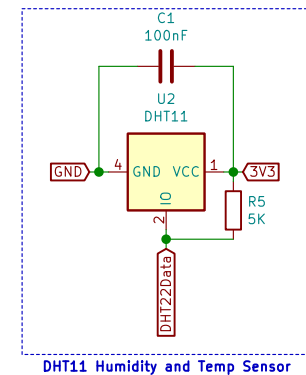 C1
100nF
U2
DHT11
GND
4
GND
VCC
1
3V3
IO
2
R5
5K
DHT22Data
DHT11 Humidity and Temp Sensor